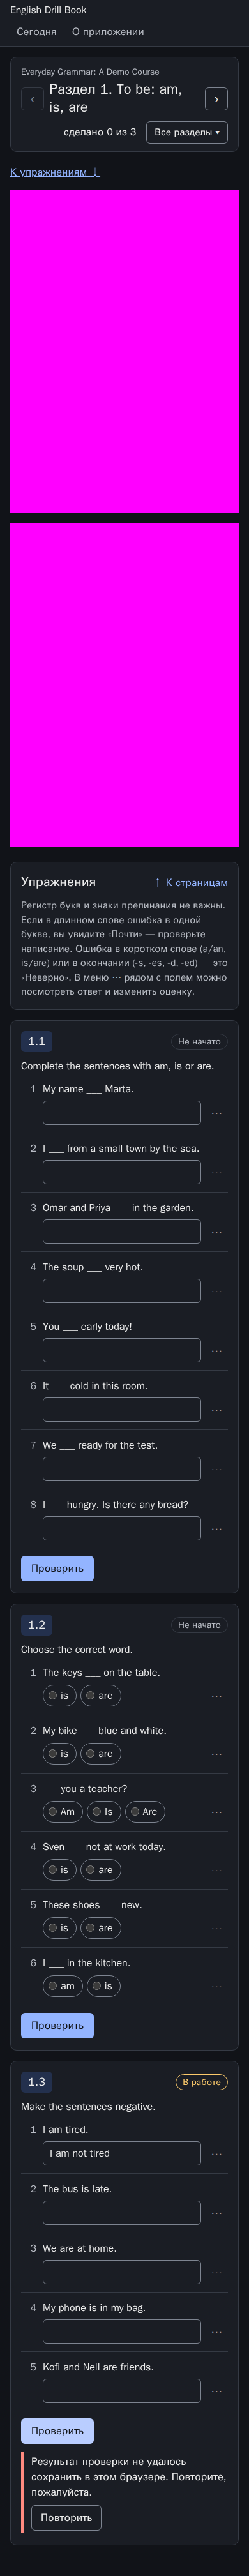 English Drill Book
Сегодня О приложении
Everyday Grammar: A Demo Course
‹ Раздел 1. To be: am, is, are ›
сделано 0 из 3 Все разделы ▾
К упражнениям ↓
Упражнения ↑ К страницам
Регистр букв и знаки препинания не важны.
Если в длинном слове ошибка в одной
букве, вы увидите «Почти» — проверьте
написание. Ошибка в коротком слове (a/an,
is/are) или в окончании (-s, -es, -d, -ed) — это
«Неверно». В меню ··· рядом с полем можно
посмотреть ответ и изменить оценку.
1.1 Не начато
Complete the sentences with am, is or are.
1 My name ___ Marta.
···
2 I ___ from a small town by the sea.
···
3 Omar and Priya ___ in the garden.
···
4 The soup ___ very hot.
···
5 You ___ early today!
···
6 It ___ cold in this room.
···
7 We ___ ready for the test.
···
8 I ___ hungry. Is there any bread?
···
Проверить
1.2 Не начато
Choose the correct word.
1 The keys ___ on the table.
is are ···
2 My bike ___ blue and white.
is are ···
3 ___ you a teacher?
Am Is Are ···
4 Sven ___ not at work today.
is are ···
5 These shoes ___ new.
is are ···
6 I ___ in the kitchen.
am is ···
Проверить
1.3 В работе
Make the sentences negative.
1 I am tired.
I am not tired ···
2 The bus is late.
···
3 We are at home.
···
4 My phone is in my bag.
···
5 Kofi and Nell are friends.
···
Проверить
Результат проверки не удалось
сохранить в этом браузере. Повторите,
пожалуйста.
Повторить